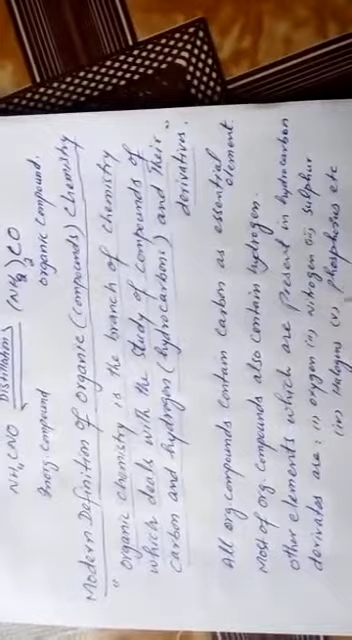 NH4CNO Distillation (NH2)2CO
Inorg. compound organic compound.
Modern Definition of organic (compounds) Chemistry
" Organic chemistry is the branch of chemistry
which deals with the study of compounds of
carbon and hydrogen (hydrocarbons) and Their "
derivatives.
All org compounds contain carbon as essential
element.
Most of org. compounds also contain hydrogen.
Other elements which are Present in hydrocarbon
derivates are: (i) oxygen (ii) Nitrogen (iii) Sulphur
(iv) Halogens (v) phosphorus etc